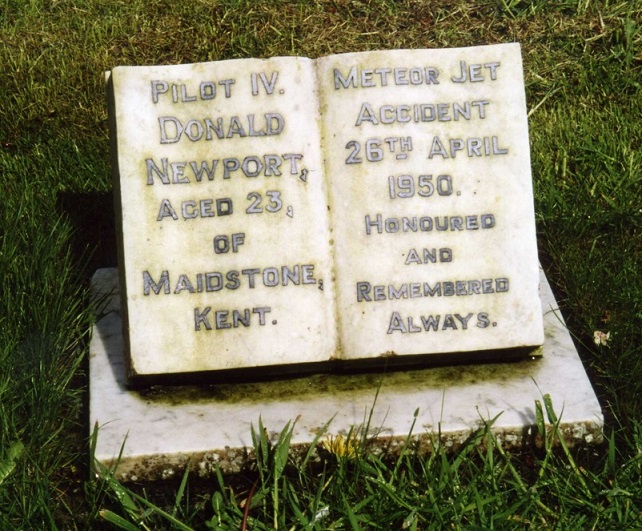 PILOT IV.
DONALD
NEWPORT,
AGED 23,
OF
MAIDSTONE,
KENT.
METEOR JET
ACCIDENT
26TH APRIL
1950.
HONOURED
AND
REMEMBERED
ALWAYS.